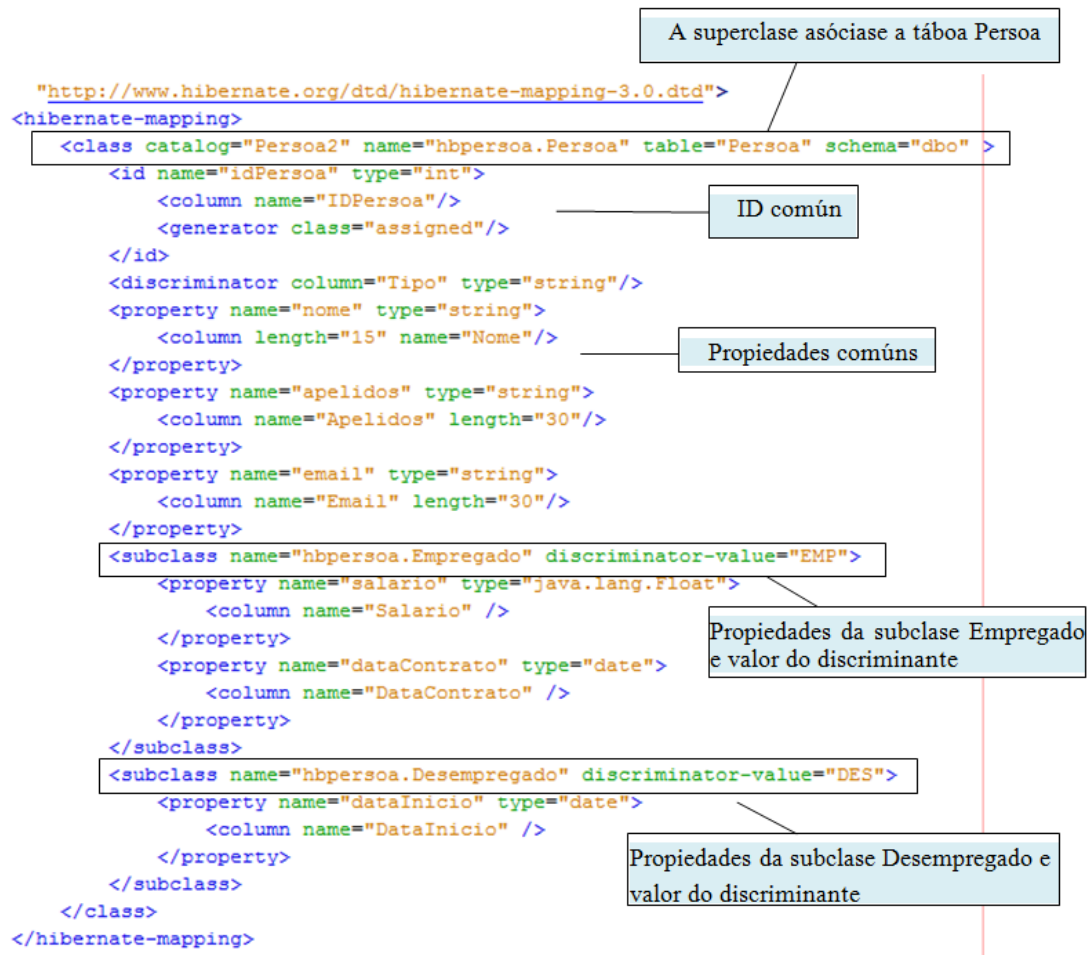 A superclase asóciase a táboa Persoa
"http://www.hibernate.org/dtd/hibernate-mapping-3.0.dtd">
<hibernate-mapping>
<class catalog="Persoa2" name="hbpersoa.Persoa" table="Persoa" schema="dbo" >
<id name="idPersoa" type="int">
<column name="IDPersoa"/>
ID común
<generator class="assigned"/>
</id>
<discriminator column="Tipo" type="string"/>
<property name="nome" type="string">
<column length="15" name="Nome"/>
Propiedades comúns
</property>
<property name="apelidos" type="string">
<column name="Apelidos" length="30"/>
</property>
<property name="email" type="string">
<column name="Email" length="30"/>
</property>
<subclass name="hbpersoa.Empregado" discriminator-value="EMP">
<property name="salario" type="java.lang.Float">
<column name="Salario" />
</property>
Propiedades da subclase Empregado
e valor do discriminante
<property name="dataContrato" type="date">
<column name="DataContrato" />
</property>
</subclass>
<subclass name="hbpersoa.Desempregado" discriminator-value="DES">
<property name="dataInicio" type="date">
<column name="DataInicio" />
</property>
Propiedades da subclase Desempregado e
valor do discriminante
</subclass>
</class>
</hibernate-mapping>